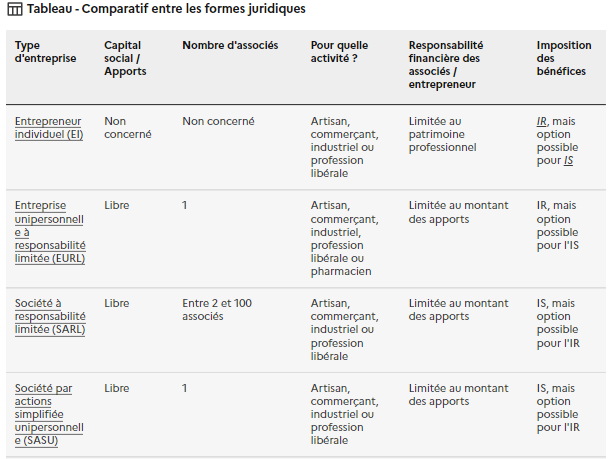 Tableau - Comparatif entre les formes juridiques
Type d'entreprise | Capital social / Apports | Nombre d'associés | Pour quelle activité ? | Responsabilité financière des associés / entrepreneur | Imposition des bénéfices
Entrepreneur individuel (EI) | Non concerné | Non concerné | Artisan, commerçant, industriel ou profession libérale | Limitée au patrimoine professionnel | IR, mais option possible pour IS
Entreprise unipersonnelle à responsabilité limitée (EURL) | Libre | 1 | Artisan, commerçant, industriel, profession libérale ou pharmacien | Limitée au montant des apports | IR, mais option possible pour l'IS
Société à responsabilité limitée (SARL) | Libre | Entre 2 et 100 associés | Artisan, commerçant, industriel ou profession libérale | Limitée au montant des apports | IS, mais option possible pour l'IR
Société par actions simplifiée unipersonnelle (SASU) | Libre | 1 | Artisan, commerçant, industriel ou profession libérale | Limitée au montant des apports | IS, mais option possible pour l'IR